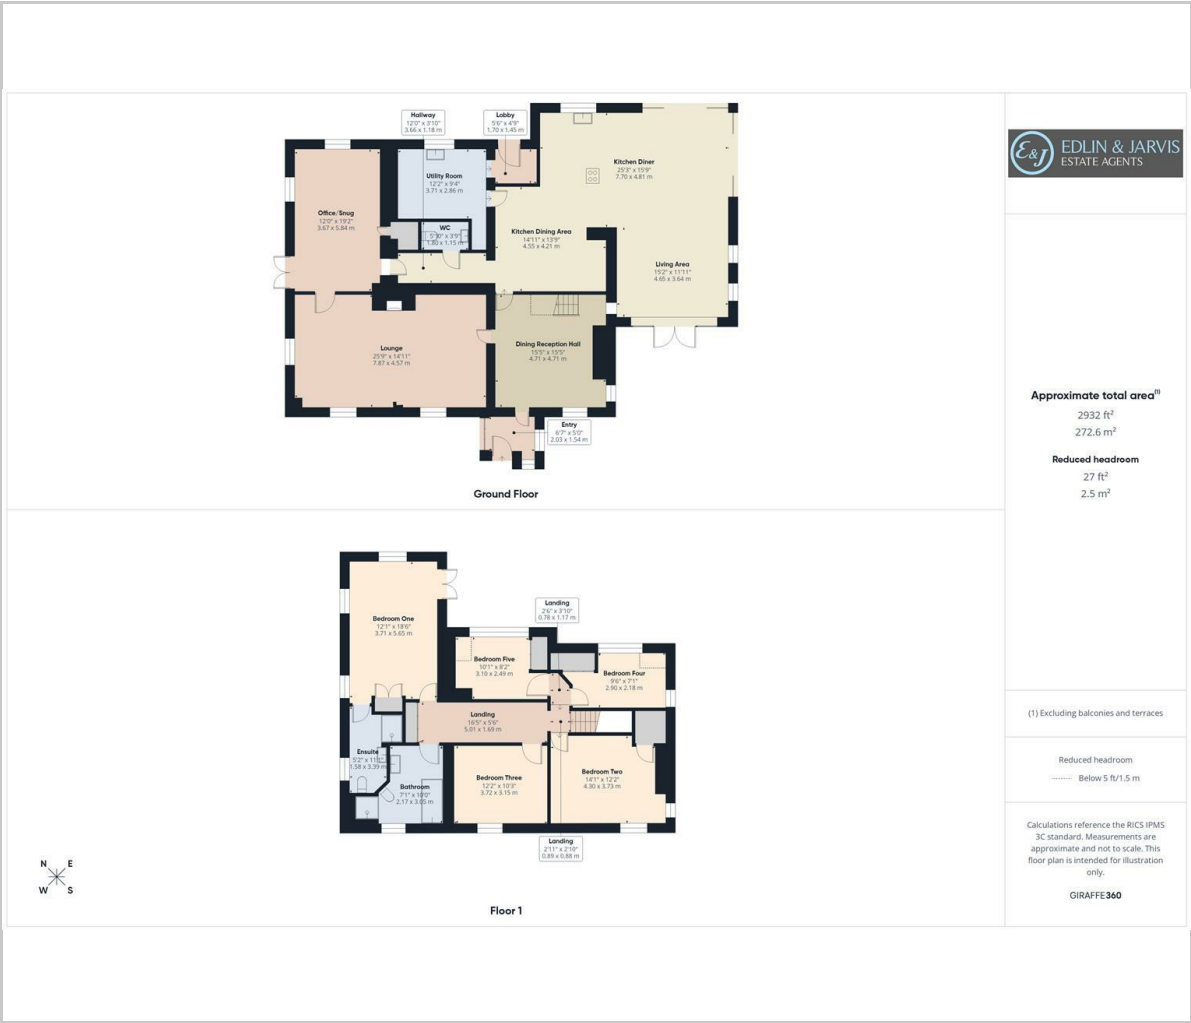 Hallway
12'0" x 3'10"
3.66 x 1.18 m
Lobby
5'6" x 4'9"
1.70 x 1.45 m
Kitchen Diner
25'3" x 15'9"
7.70 x 4.81 m
Utility Room
12'2" x 9'4"
3.71 x 2.86 m
Office/Snug
12'0" x 19'2"
3.67 x 5.84 m
WC
5'10" x 3'9"
1.80 x 1.15 m
Kitchen Dining Area
14'11" x 13'9"
4.55 x 4.21 m
Living Area
15'2" x 11'11"
4.65 x 3.64 m
Lounge
25'9" x 14'11"
7.87 x 4.57 m
Dining Reception Hall
15'5" x 15'5"
4.71 x 4.71 m
Entry
6'7" x 5'0"
2.03 x 1.54 m
Ground Floor
Landing
2'6" x 3'10"
0.78 x 1.17 m
Bedroom One
12'1" x 18'6"
3.71 x 5.65 m
Bedroom Five
10'1" x 8'2"
3.10 x 2.49 m
Bedroom Four
9'6" x 7'1"
2.90 x 2.18 m
Landing
16'5" x 5'6"
5.01 x 1.69 m
Ensuite
5'2" x
1.58 x 3.39 m
Bathroom
7'1" x 10'0"
2.17 x 3.05 m
Bedroom Three
12'2" x 10'3"
3.72 x 3.15 m
Bedroom Two
14'1" x 12'2"
4.30 x 3.73 m
Landing
2'11" x 2'10"
0.89 x 0.88 m
N E
W S
Floor 1
E&J
EDLIN & JARVIS
ESTATE AGENTS
Approximate total area(1)
2932 ft²
272.6 m²
Reduced headroom
27 ft²
2.5 m²
(1) Excluding balconies and terraces
Reduced headroom
Below 5 ft/1.5 m
Calculations reference the RICS IPMS
3C standard. Measurements are
approximate and not to scale. This
floor plan is intended for illustration
only.
GIRAFFE360